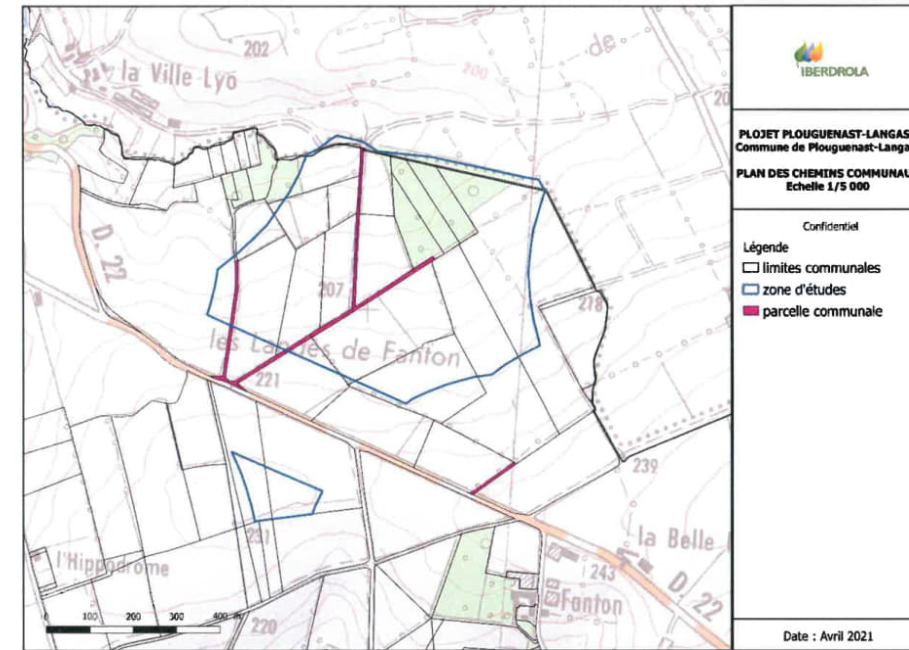 202
de
la Ville Lyo
200
20
D. 22
207
218
les Landes de Fanton
221
239
231
la Belle
l'Hippodrome
243
Fanton
D. 22
220
0 100 200 300 400 m
IBERDROLA
PLOJET PLOUGUENAST-LANGAS
Commune de Plouguenast-Langa
PLAN DES CHEMINS COMMUNAU
Echelle 1/5 000
Confidentiel
Légende
limites communales
zone d'études
parcelle communale
Date : Avril 2021